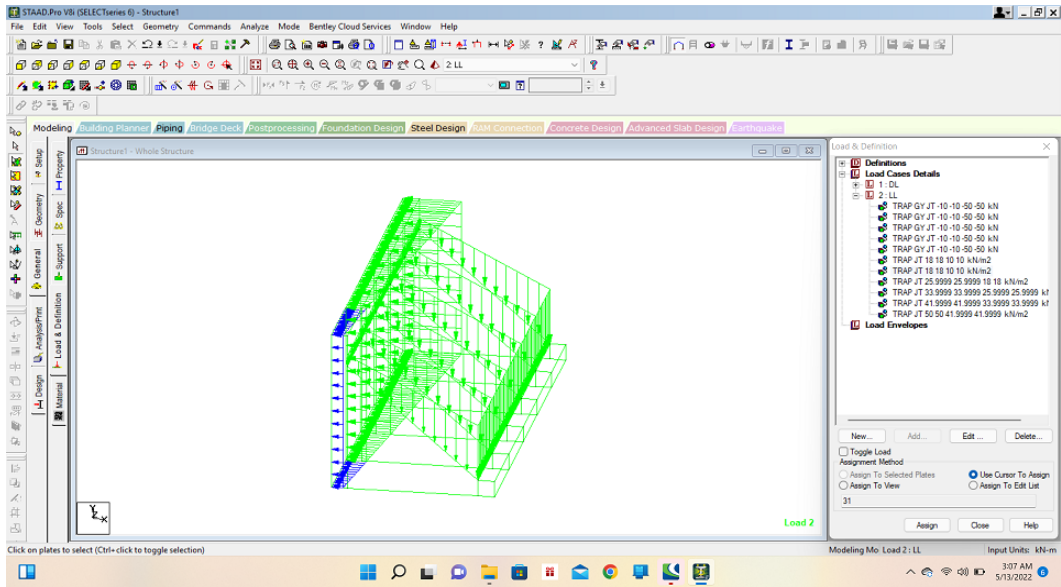 STAAD.Pro V8i (SELECTseries 6) - Structure1
File Edit View Tools Select Geometry Commands Analyze Mode Bentley Cloud Services Window Help
2 LL
Modeling Building Planner Piping Bridge Deck Postprocessing Foundation Design Steel Design RAM Connection Concrete Design Advanced Slab Design Earthquake
Setup
Geometry
General
Analysis/Print
Design
Property
Spec
Support
Load & Definition
Material
Structure1 - Whole Structure
Y
Z X
Load 2
Load & Definition
Definitions
Load Cases Details
1 : DL
2 : LL
TRAP GY JT -10 -10 -50 -50 kN
TRAP GY JT -10 -10 -50 -50 kN
TRAP GY JT -10 -10 -50 -50 kN
TRAP GY JT -10 -10 -50 -50 kN
TRAP JT 18 18 10 10 kN/m2
TRAP JT 18 18 10 10 kN/m2
TRAP JT 25.9999 25.9999 18 18 kN/m2
TRAP JT 33.9999 33.9999 25.9999 25.9999 kN
TRAP JT 41.9999 41.9999 33.9999 33.9999 kN
TRAP JT 50 50 41.9999 41.9999 kN/m2
Load Envelopes
New... Add... Edit ... Delete...
Toggle Load
Assignment Method
Assign To Selected Plates Use Cursor To Assign
Assign To View Assign To Edit List
31
Assign Close Help
Click on plates to select (Ctrl+click to toggle selection) Modeling Mo Load 2 : LL Input Units: kN-m
3:07 AM
5/13/2022